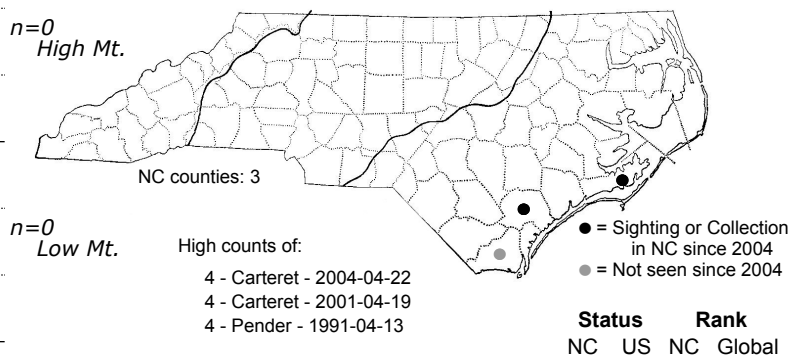 n=0
High Mt.
NC counties: 3
n=0
Low Mt.
High counts of:
4 - Carteret - 2004-04-22
4 - Carteret - 2001-04-19
4 - Pender - 1991-04-13
● = Sighting or Collection
in NC since 2004
● = Not seen since 2004
Status Rank
NC US NC Global